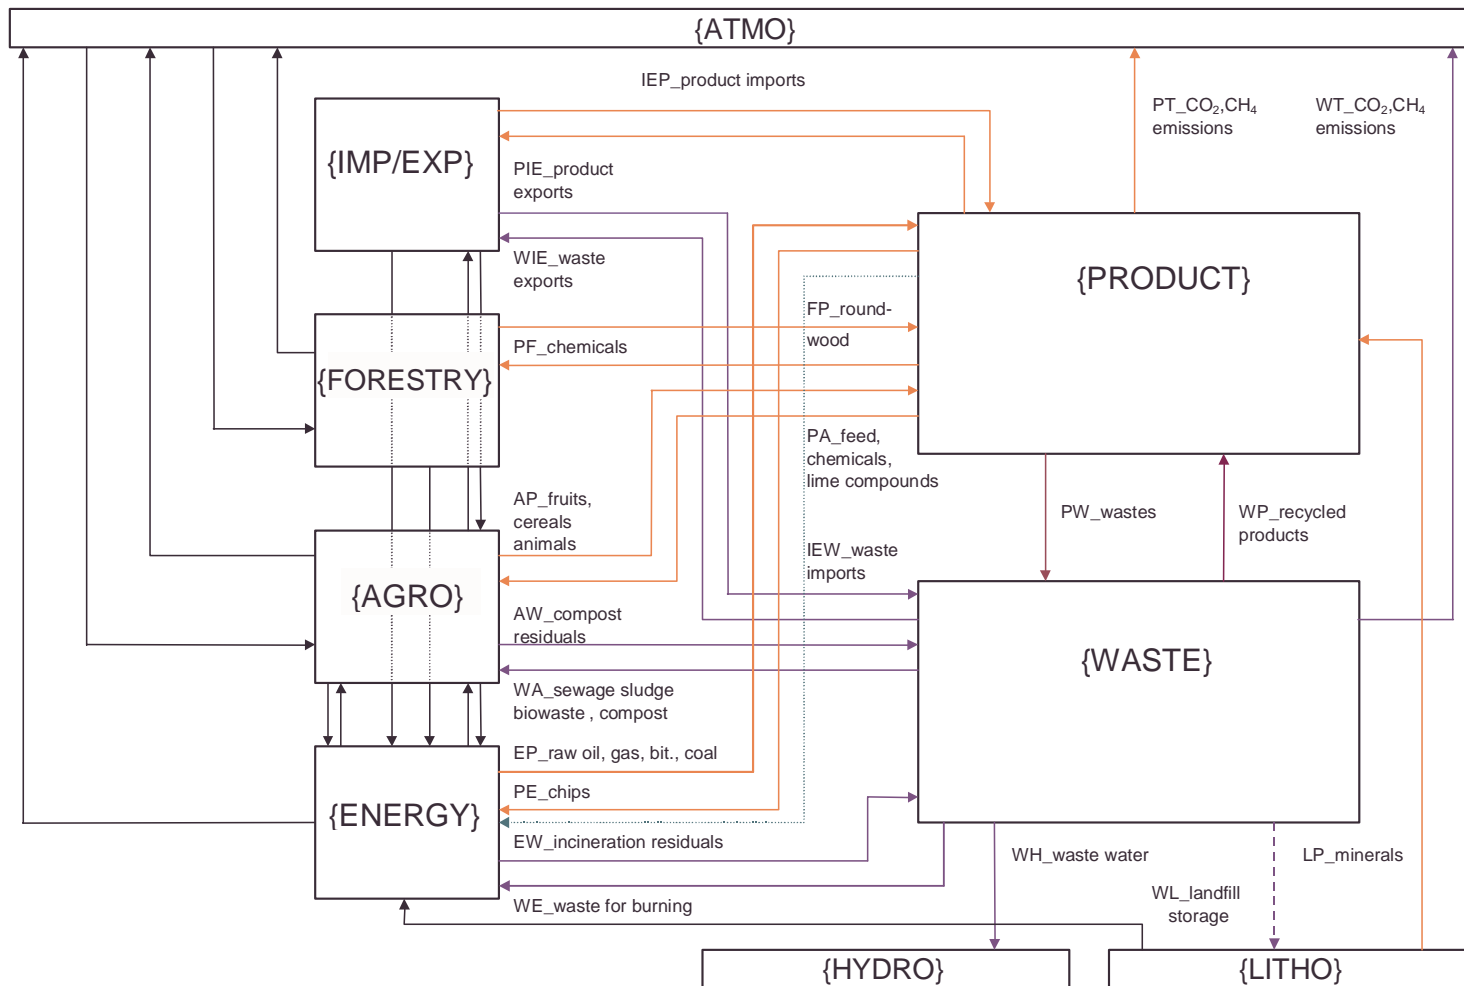 {ATMO}
IEP_product imports
PT_CO₂,CH₄
emissions
WT_CO₂,CH₄
emissions
{IMP/EXP}
PIE_product
exports
WIE_waste
exports
{PRODUCT}
FP_round-
wood
PF_chemicals
{FORESTRY}
PA_feed,
chemicals,
lime compounds
AP_fruits,
cereals
animals
PW_wastes
WP_recycled
products
IEW_waste
imports
{AGRO}
AW_compost
residuals
{WASTE}
WA_sewage sludge
biowaste , compost
EP_raw oil, gas, bit., coal
PE_chips
{ENERGY}
EW_incineration residuals
WH_waste water
LP_minerals
WL_landfill
storage
WE_waste for burning
{HYDRO}
{LITHO}